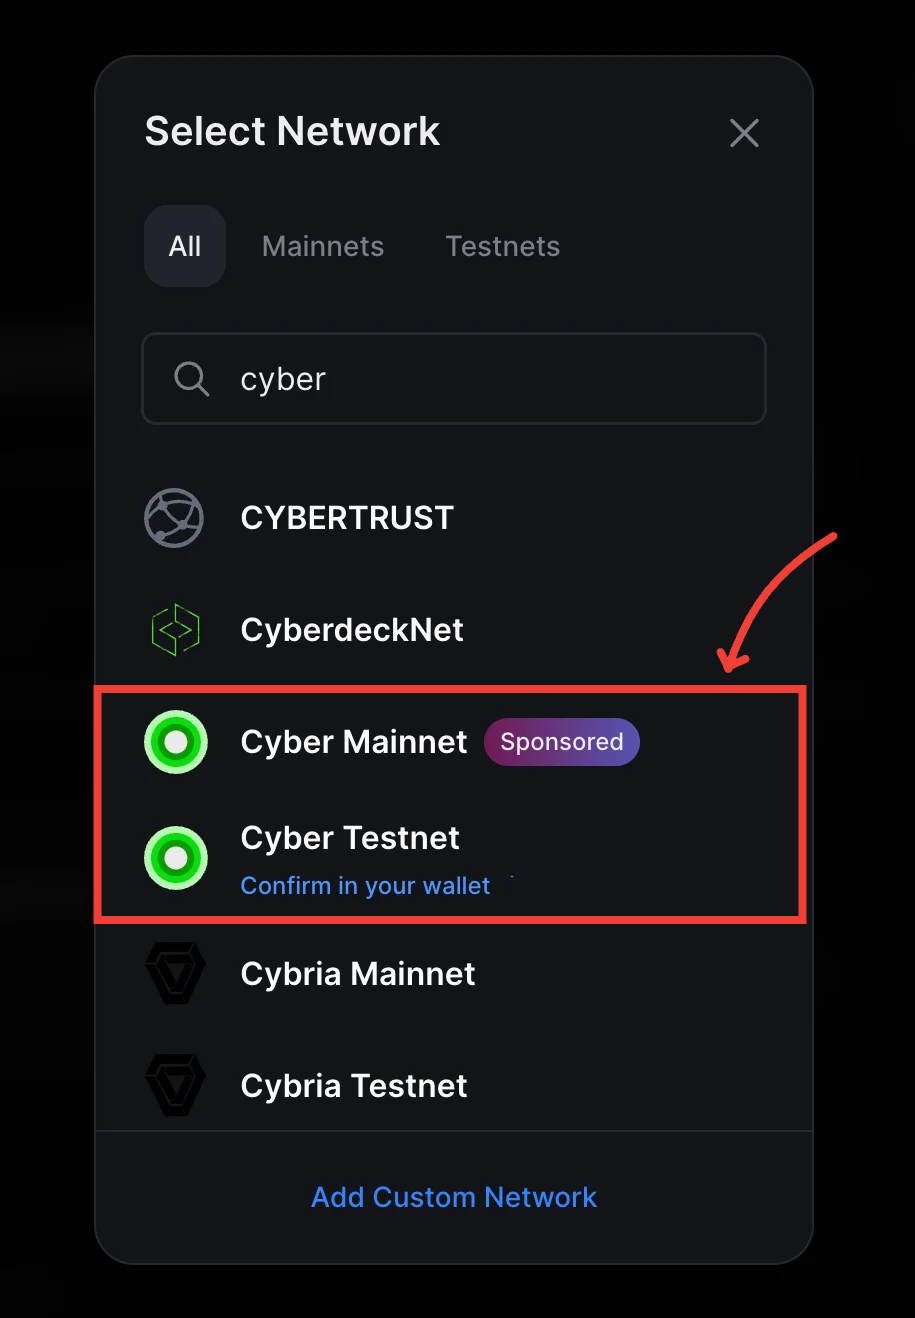 Select Network
All Mainnets Testnets
cyber
CYBERTRUST
CyberdeckNet
Cyber Mainnet Sponsored
Cyber Testnet
Confirm in your wallet
Cybria Mainnet
Cybria Testnet
Add Custom Network